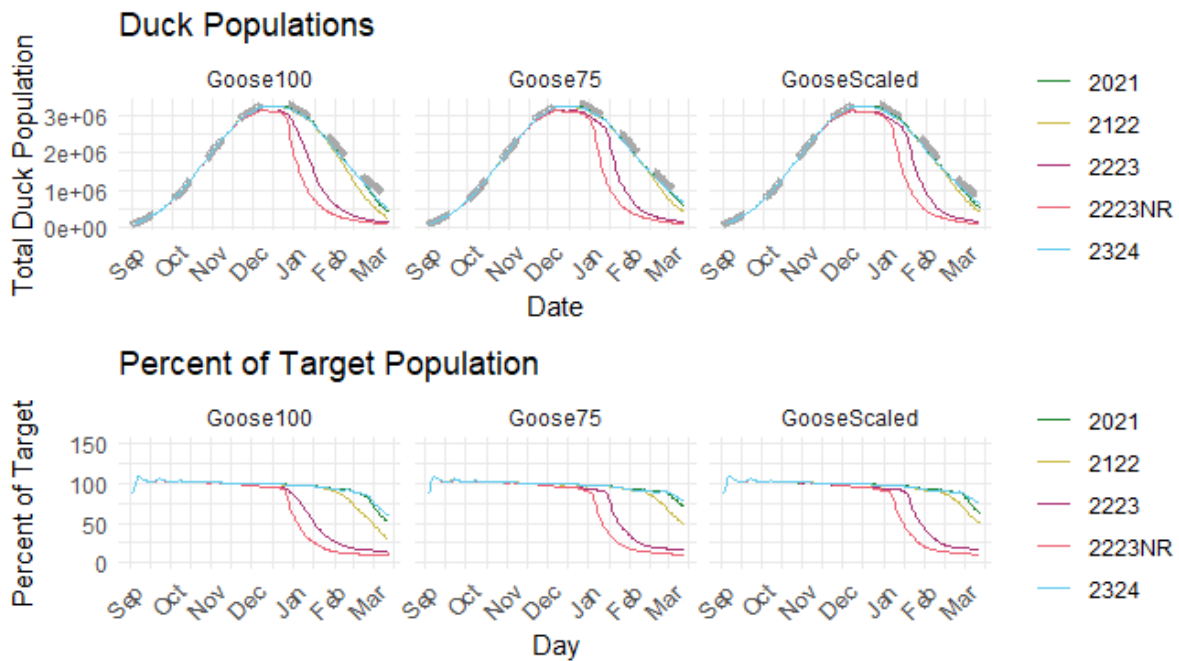 Duck Populations
Total Duck Population
Goose100 Goose75 GooseScaled
3e+06
2e+06
1e+06
0e+00
Sep Oct Nov Dec Jan Feb Mar Sep Oct Nov Dec Jan Feb Mar Sep Oct Nov Dec Jan Feb Mar
Date
2021
2122
2223
2223NR
2324
Percent of Target Population
Percent of Target
Goose100 Goose75 GooseScaled
150
100
50
0
Sep Oct Nov Dec Jan Feb Mar Sep Oct Nov Dec Jan Feb Mar Sep Oct Nov Dec Jan Feb Mar
Day
2021
2122
2223
2223NR
2324